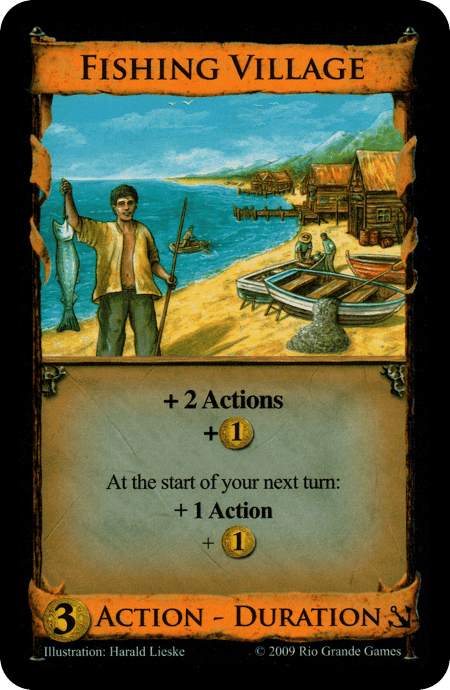 FISHING VILLAGE
+ 2 Actions
+ 1
At the start of your next turn:
+ 1 Action
+ 1
3 ACTION - DURATION
Illustration: Harald Lieske © 2009 Rio Grande Games